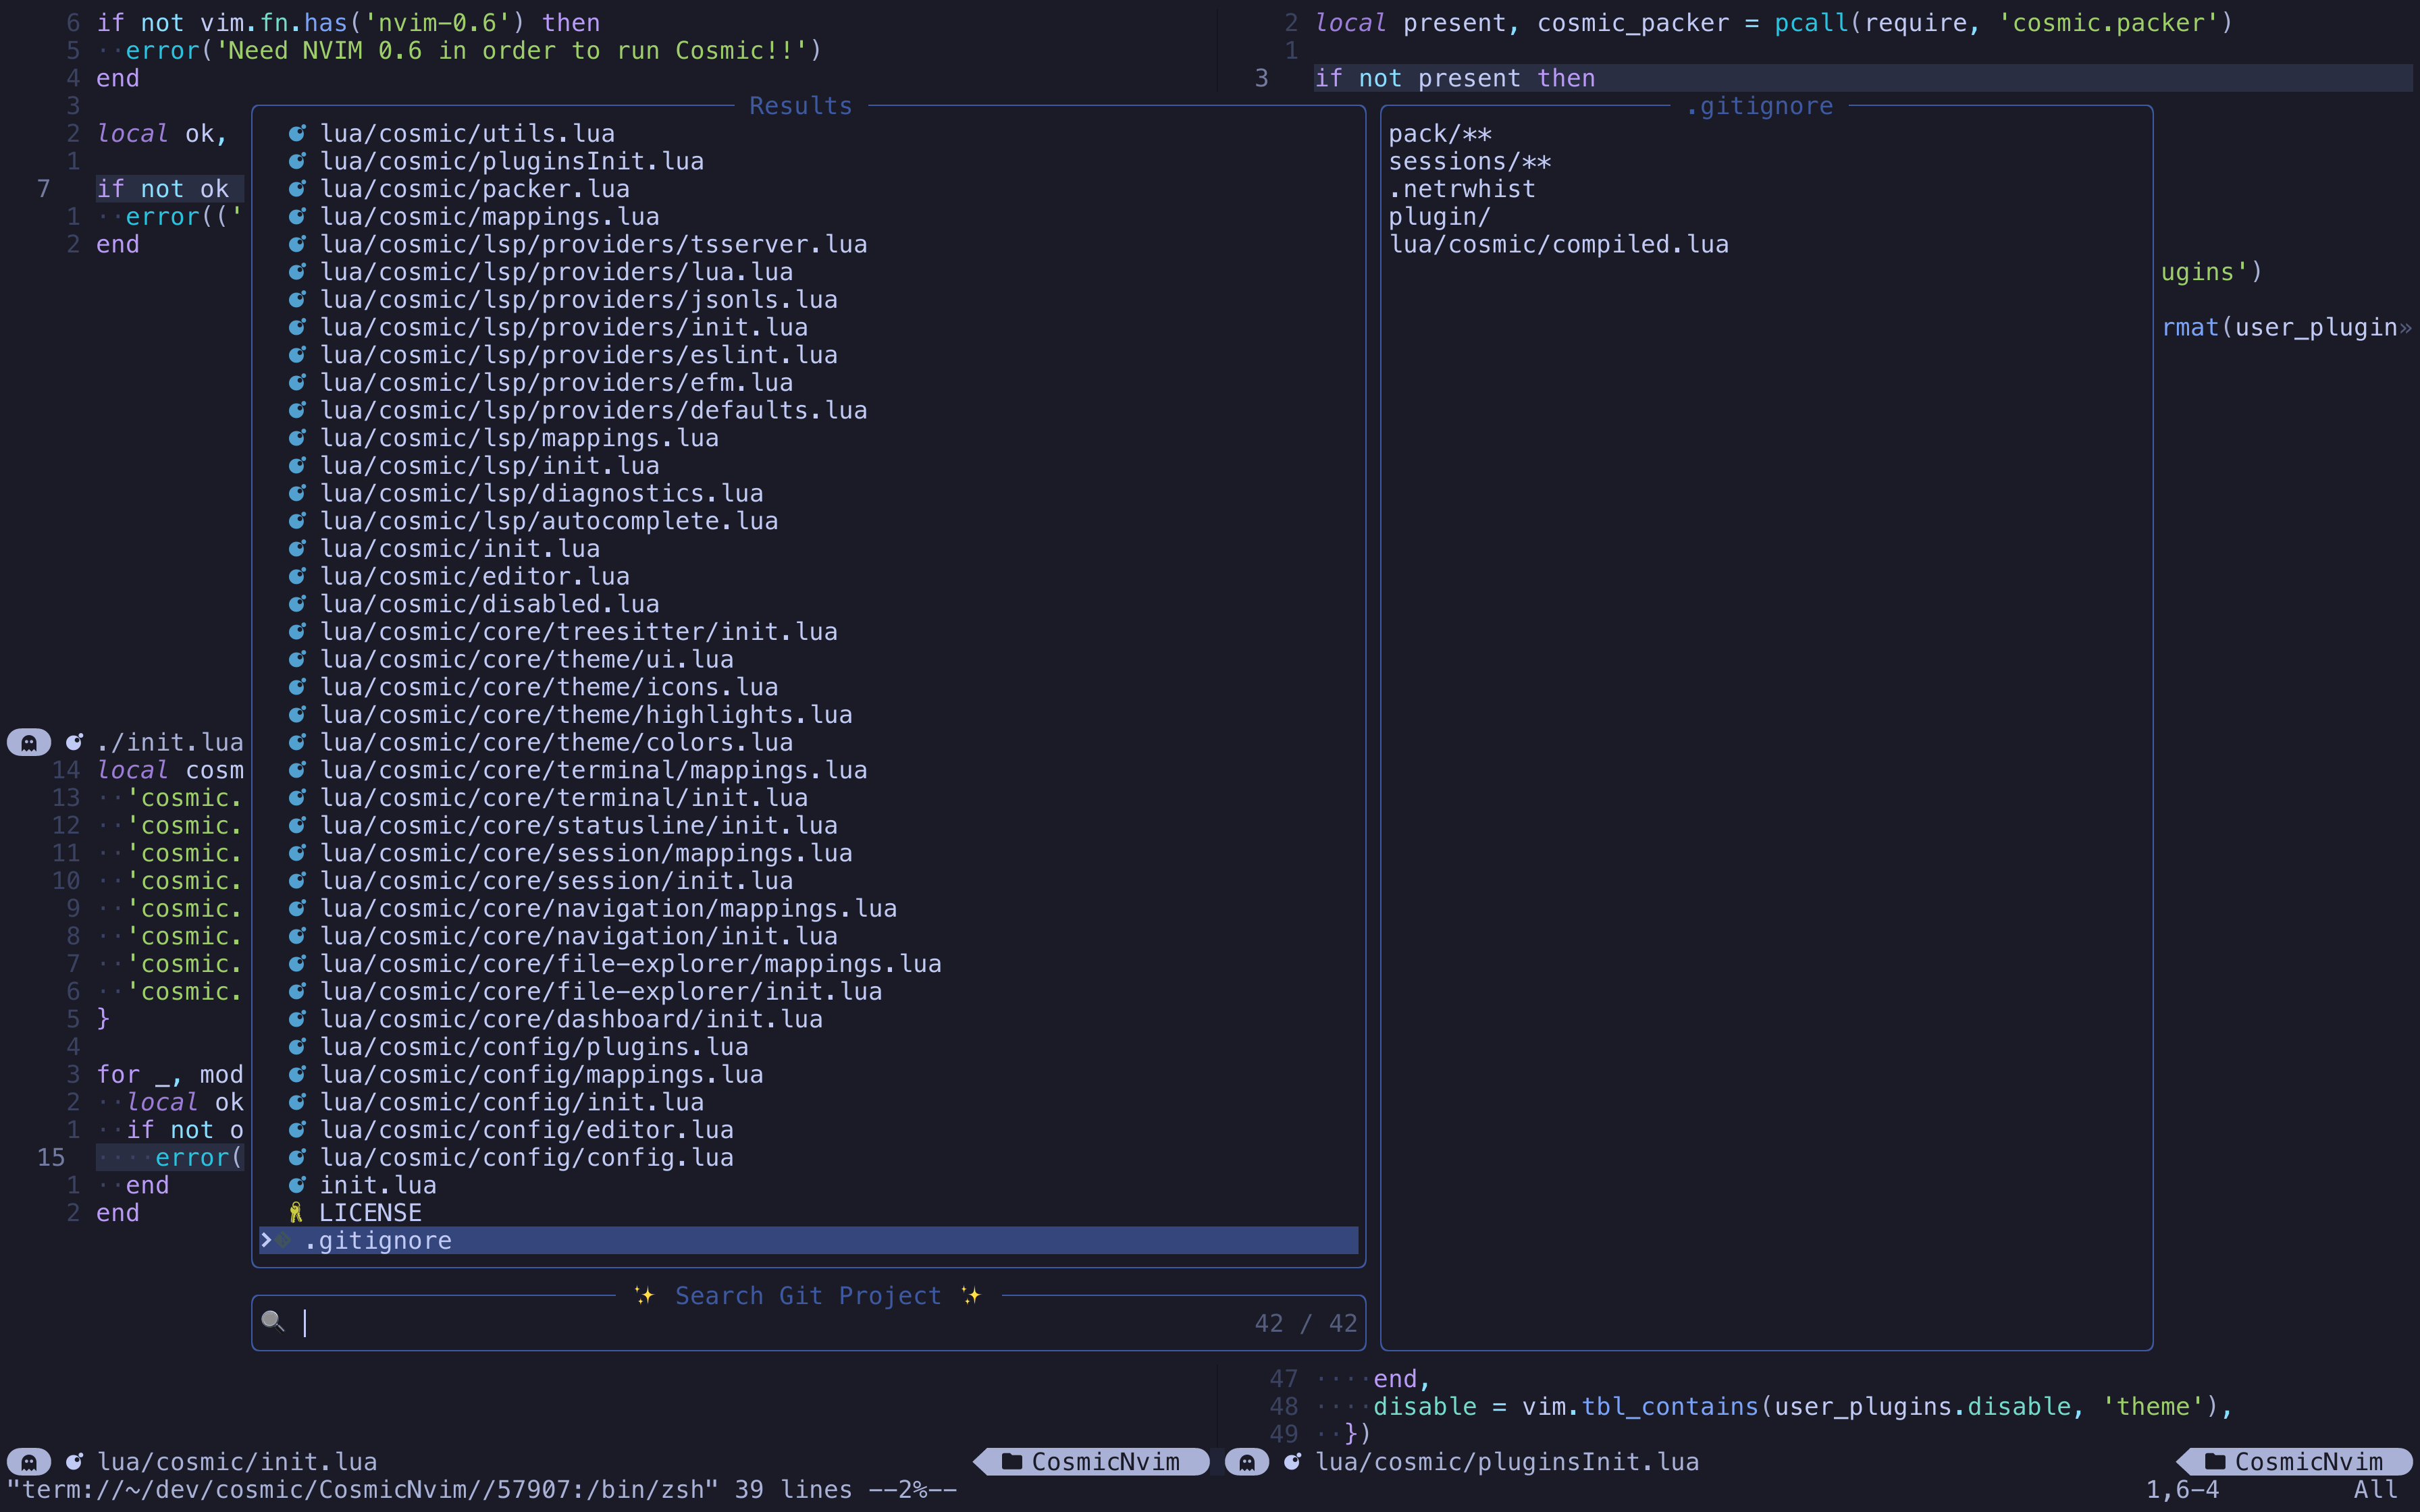 6 if not vim.fn.has('nvim-0.6') then
5 ··error('Need NVIM 0.6 in order to run Cosmic!!')
4 end
3
2 local ok,
1
7 if not ok
1 ··error(('
2 end
2 local present, cosmic_packer = pcall(require, 'cosmic.packer')
1
3 if not present then
ugins')
rmat(user_plugin»
Results
lua/cosmic/utils.lua
lua/cosmic/pluginsInit.lua
lua/cosmic/packer.lua
lua/cosmic/mappings.lua
lua/cosmic/lsp/providers/tsserver.lua
lua/cosmic/lsp/providers/lua.lua
lua/cosmic/lsp/providers/jsonls.lua
lua/cosmic/lsp/providers/init.lua
lua/cosmic/lsp/providers/eslint.lua
lua/cosmic/lsp/providers/efm.lua
lua/cosmic/lsp/providers/defaults.lua
lua/cosmic/lsp/mappings.lua
lua/cosmic/lsp/init.lua
lua/cosmic/lsp/diagnostics.lua
lua/cosmic/lsp/autocomplete.lua
lua/cosmic/init.lua
lua/cosmic/editor.lua
lua/cosmic/disabled.lua
lua/cosmic/core/treesitter/init.lua
lua/cosmic/core/theme/ui.lua
lua/cosmic/core/theme/icons.lua
lua/cosmic/core/theme/highlights.lua
lua/cosmic/core/theme/colors.lua
lua/cosmic/core/terminal/mappings.lua
lua/cosmic/core/terminal/init.lua
lua/cosmic/core/statusline/init.lua
lua/cosmic/core/session/mappings.lua
lua/cosmic/core/session/init.lua
lua/cosmic/core/navigation/mappings.lua
lua/cosmic/core/navigation/init.lua
lua/cosmic/core/file-explorer/mappings.lua
lua/cosmic/core/file-explorer/init.lua
lua/cosmic/core/dashboard/init.lua
lua/cosmic/config/plugins.lua
lua/cosmic/config/mappings.lua
lua/cosmic/config/init.lua
lua/cosmic/config/editor.lua
lua/cosmic/config/config.lua
init.lua
LICENSE
> .gitignore
✨ Search Git Project ✨
42 / 42
.gitignore
pack/**
sessions/**
.netrwhist
plugin/
lua/cosmic/compiled.lua
./init.lua
14 local cosm
13 ··'cosmic.
12 ··'cosmic.
11 ··'cosmic.
10 ··'cosmic.
9 ··'cosmic.
8 ··'cosmic.
7 ··'cosmic.
6 ··'cosmic.
5 }
4
3 for _, mod
2 ··local ok
1 ··if not o
15 ····error(
1 ··end
2 end
47 ····end,
48 ····disable = vim.tbl_contains(user_plugins.disable, 'theme'),
49 ··})
lua/cosmic/init.lua CosmicNvim
lua/cosmic/pluginsInit.lua CosmicNvim
"term://~/dev/cosmic/CosmicNvim//57907:/bin/zsh" 39 lines --2%-- 1,6-4 All